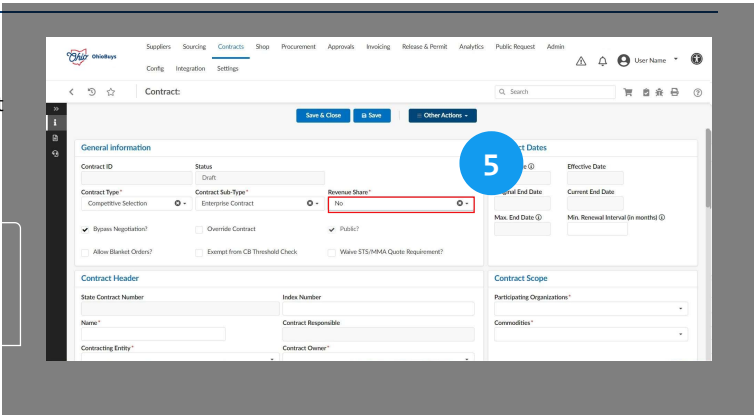 Suppliers Sourcing Contracts Shop Procurement Approvals Invoicing Release & Permit Analytics Public Request Admin
Ohio OhioBuys
User Name
Config Integration Settings
Contract:
Search
Save & Close Save Other Actions
5
General information
Contract ID Status
Draft
Contract Type* Contract Sub-Type* Revenue Share*
Competitive Selection Enterprise Contract No
Bypass Negotiation? Override Contract Public?
Allow Blanket Orders? Exempt from CB Threshold Check Waive STS/MMA Quote Requirement?
Dates
Effective Date
End Date Current End Date
Max. End Date Min. Renewal Interval (in months)
Contract Header
State Contract Number Index Number
Name* Contract Responsible
Contracting Entity* Contract Owner*
Contract Scope
Participating Organizations*
Commodities*